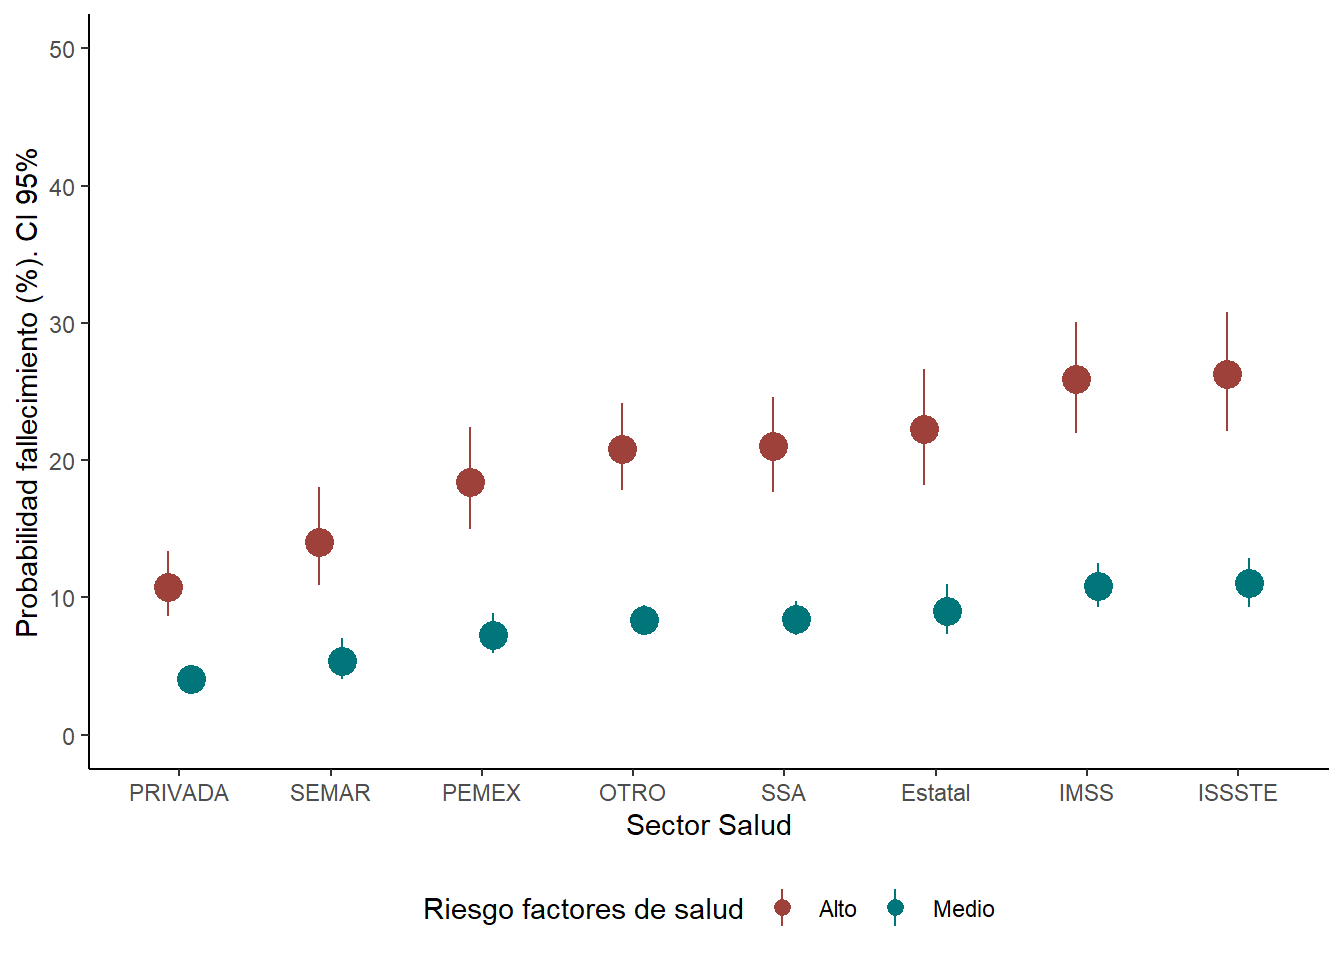 Probabilidad fallecimiento (%). CI 95%
50
40
30
20
10
0
PRIVADA SEMAR PEMEX OTRO SSA Estatal IMSS ISSSTE
Sector Salud
Riesgo factores de salud Alto Medio